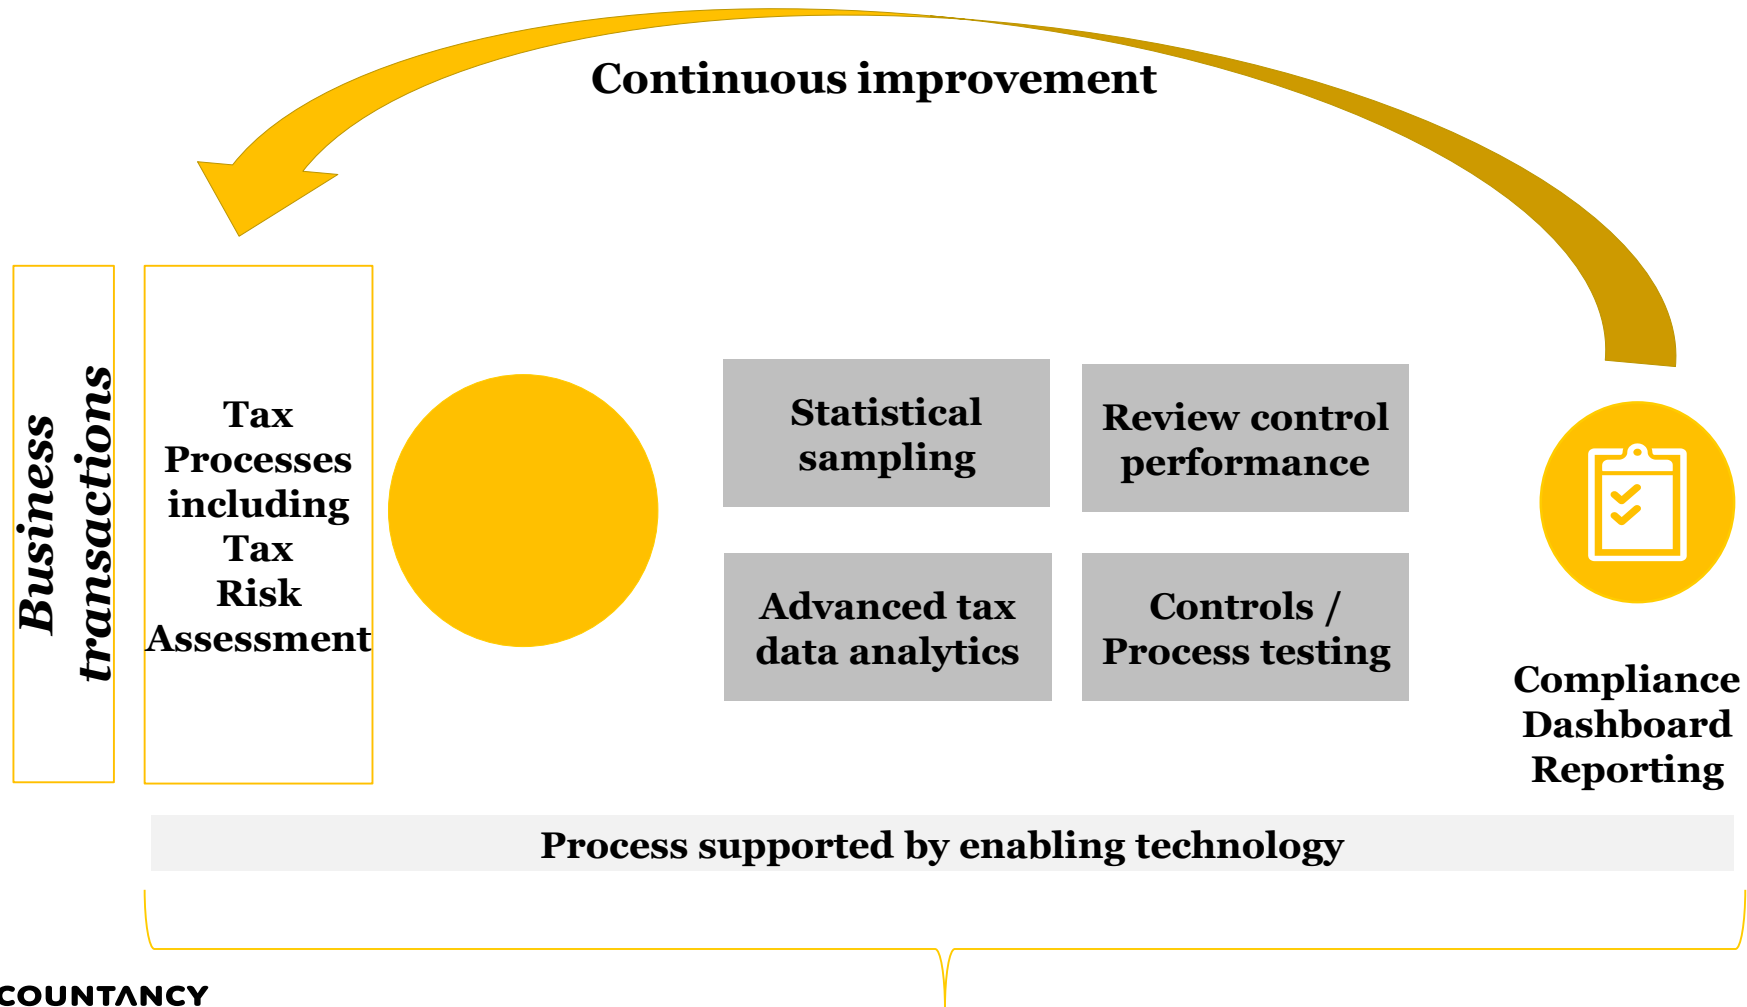 Continuous improvement
Business
transactions
Tax
Processes
including
Tax
Risk
Assessment
Statistical
sampling
Review control
performance
Advanced tax
data analytics
Controls /
Process testing
Compliance
Dashboard
Reporting
Process supported by enabling technology
COUNTANCY